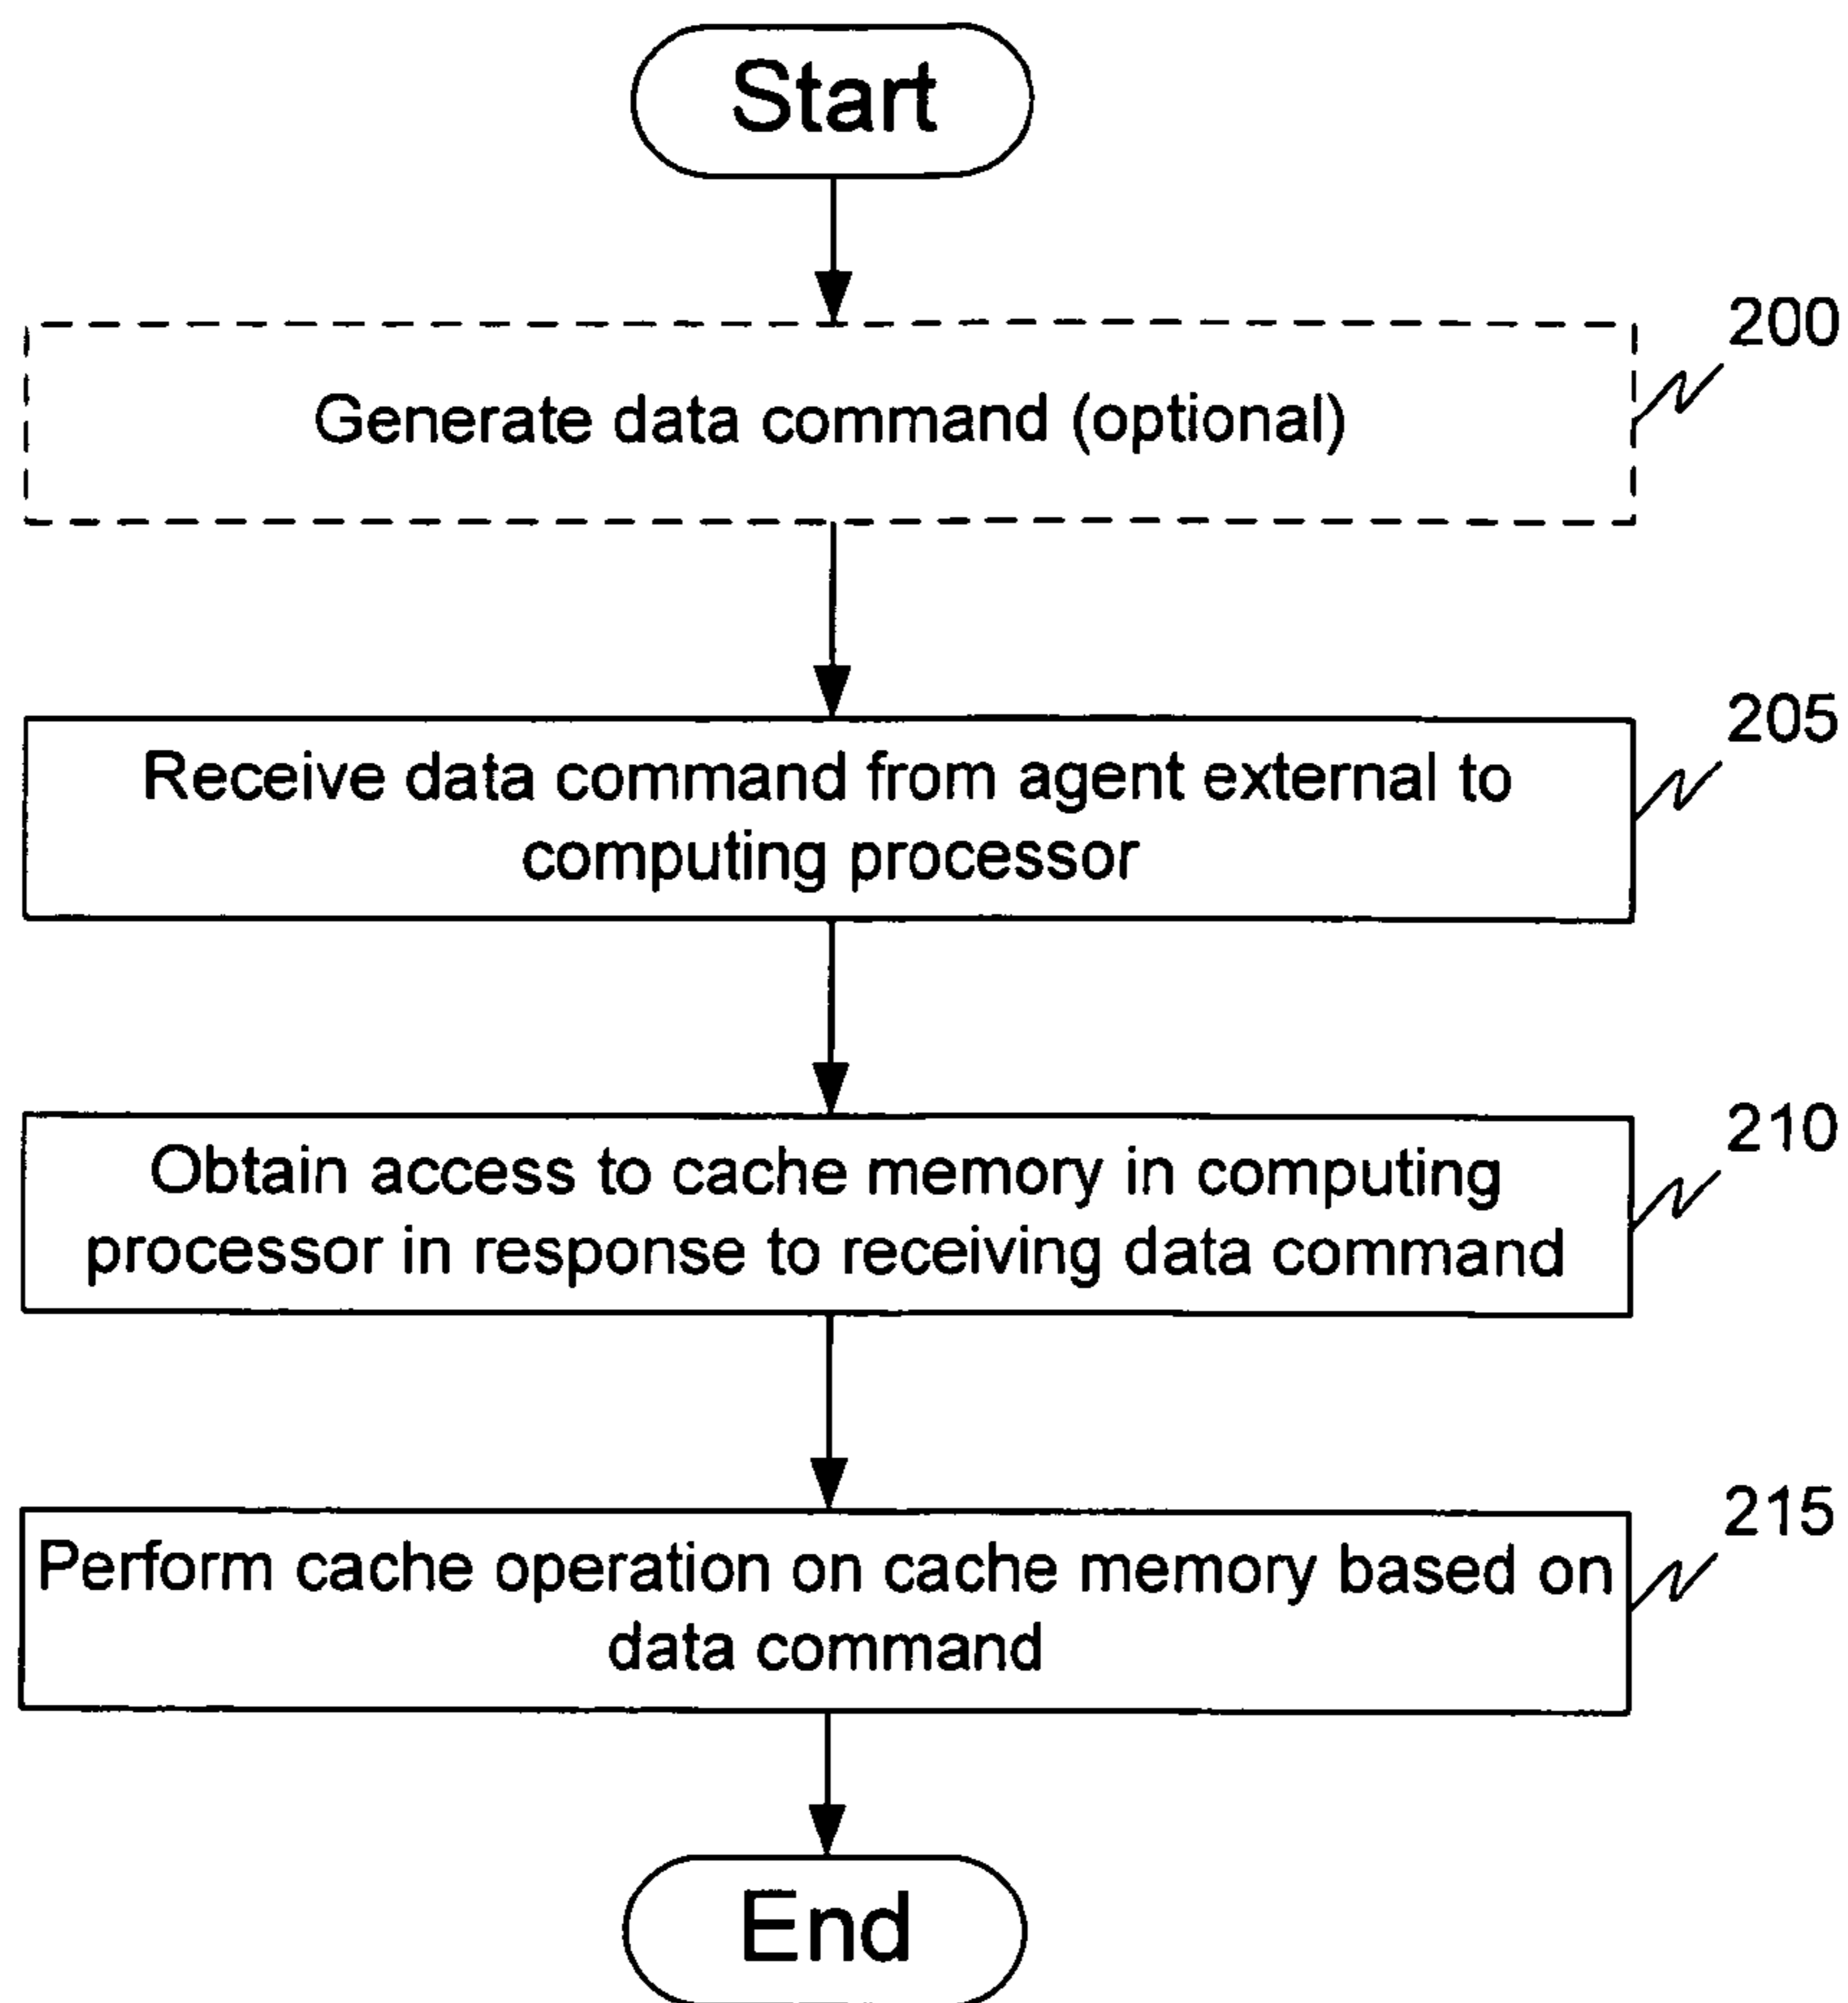 Start
200
Generate data command (optional)
205
Receive data command from agent external to
computing processor
210
Obtain access to cache memory in computing
processor in response to receiving data command
215
Perform cache operation on cache memory based on
data command
End